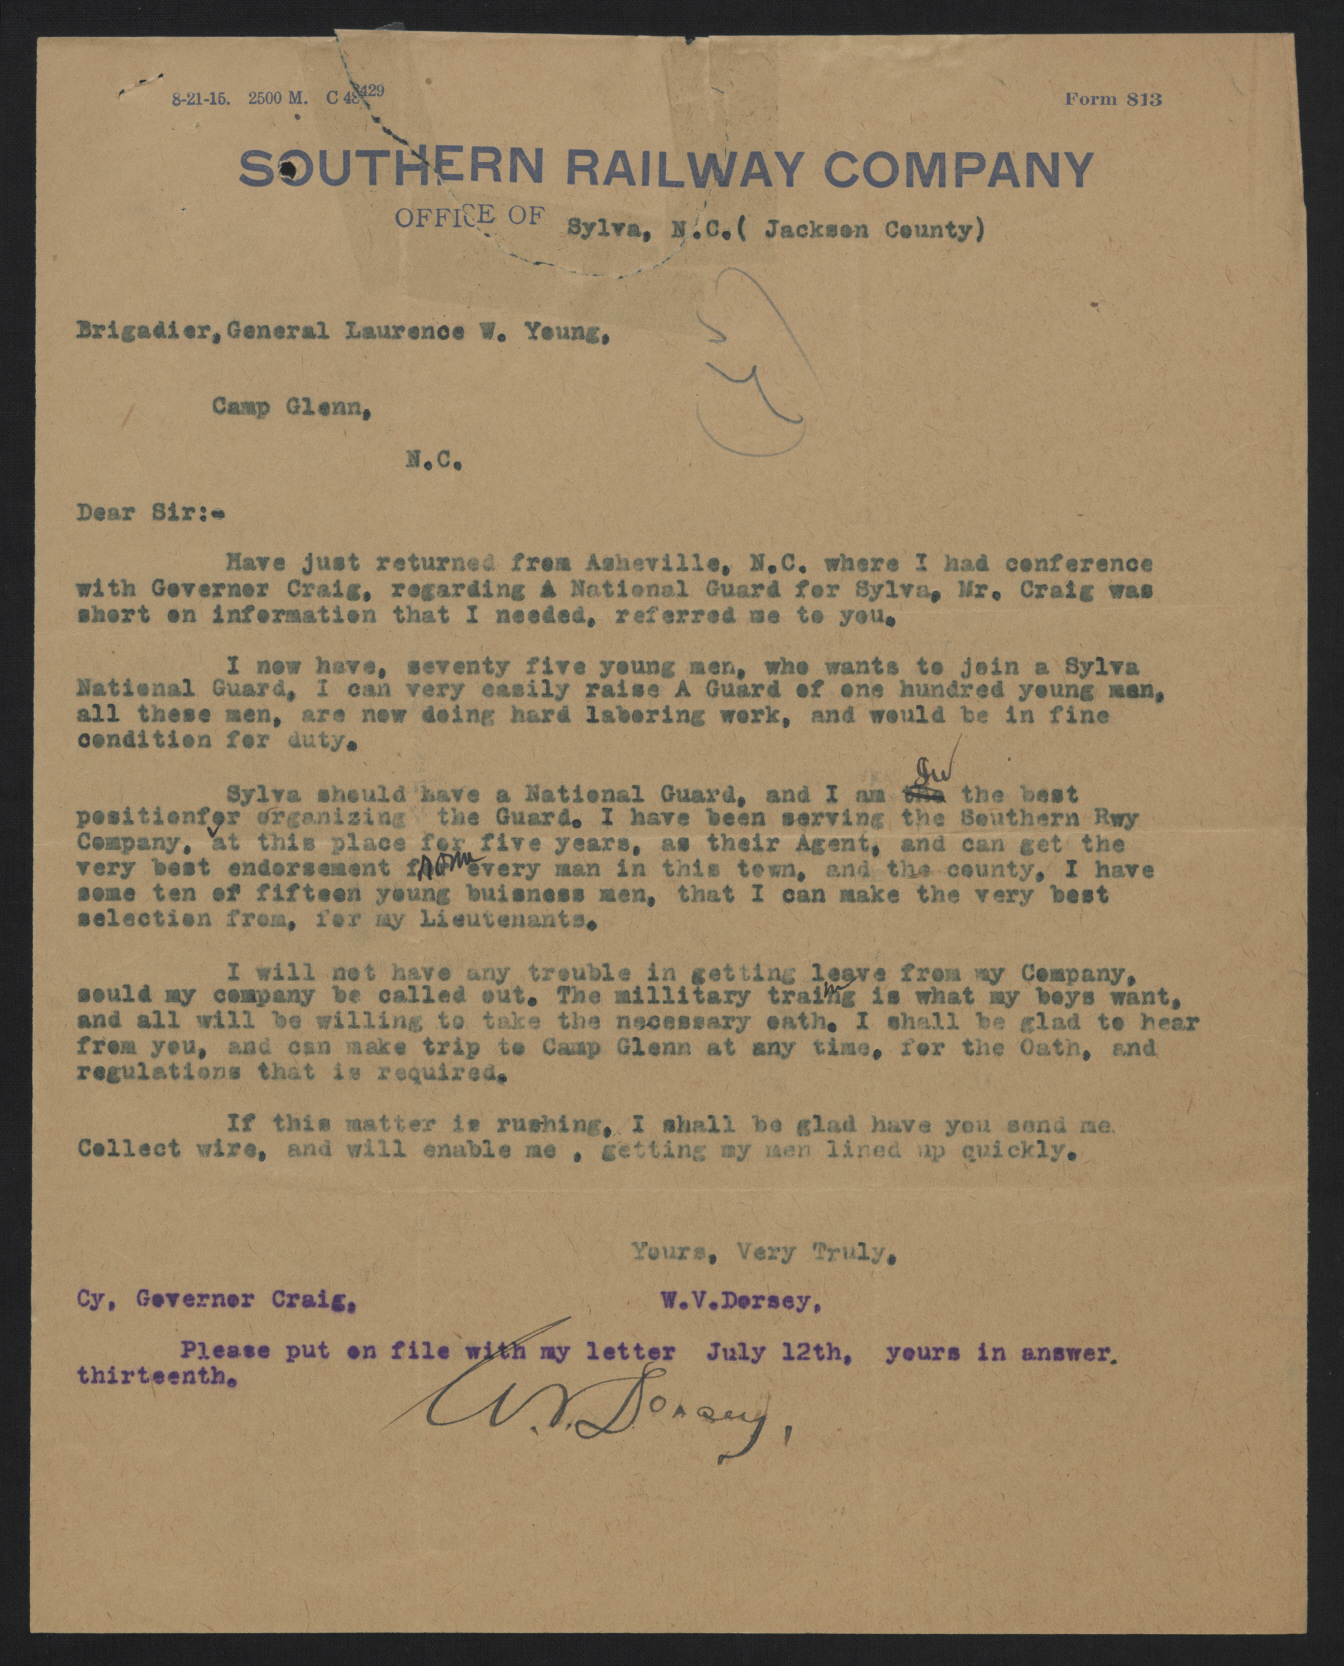 8-21-15. 2500 M. C 48429 Form 813
SOUTHERN RAILWAY COMPANY
OFFICE OF Sylva, N.C.( Jackson County)
Brigadier,General Laurence W. Young,
Camp Glenn,
N.C.
Dear Sir:-
Have just returned from Asheville, N.C. where I had conference
with Governor Craig, regarding A National Guard for Sylva, Mr. Craig was
short on information that I needed, referred me to you.
I now have, seventy five young men, who wants to join a Sylva
National Guard, I can very easily raise A Guard of one hundred young men,
all these men, are now doing hard laboring work, and would be in fine
condition for duty.
In
Sylva should have a National Guard, and I am the the best
positionfor organizing the Guard. I have been serving the Southern Rwy
Company, at this place for five years, as their Agent, and can get the
very best endorsement from every man in this town, and the county, I have
some ten of fifteen young buisness men, that I can make the very best
selection from, for my Lieutenants.
I will not have any trouble in getting leave from my Company,
sould my company be called out. The millitary traing is what my boys want,
and all will be willing to take the necessary oath. I shall be glad to hear
from you, and can make trip to Camp Glenn at any time, for the Oath, and
regulations that is required.
If this matter is rushing, I shall be glad have you send me
Collect wire, and will enable me , getting my men lined up quickly.
Yours, Very Truly,
Cy, Governor Craig, W.V.Dorsey,
Please put on file with my letter July 12th, yours in answer.
thirteenth.
W.V. Dorsey,